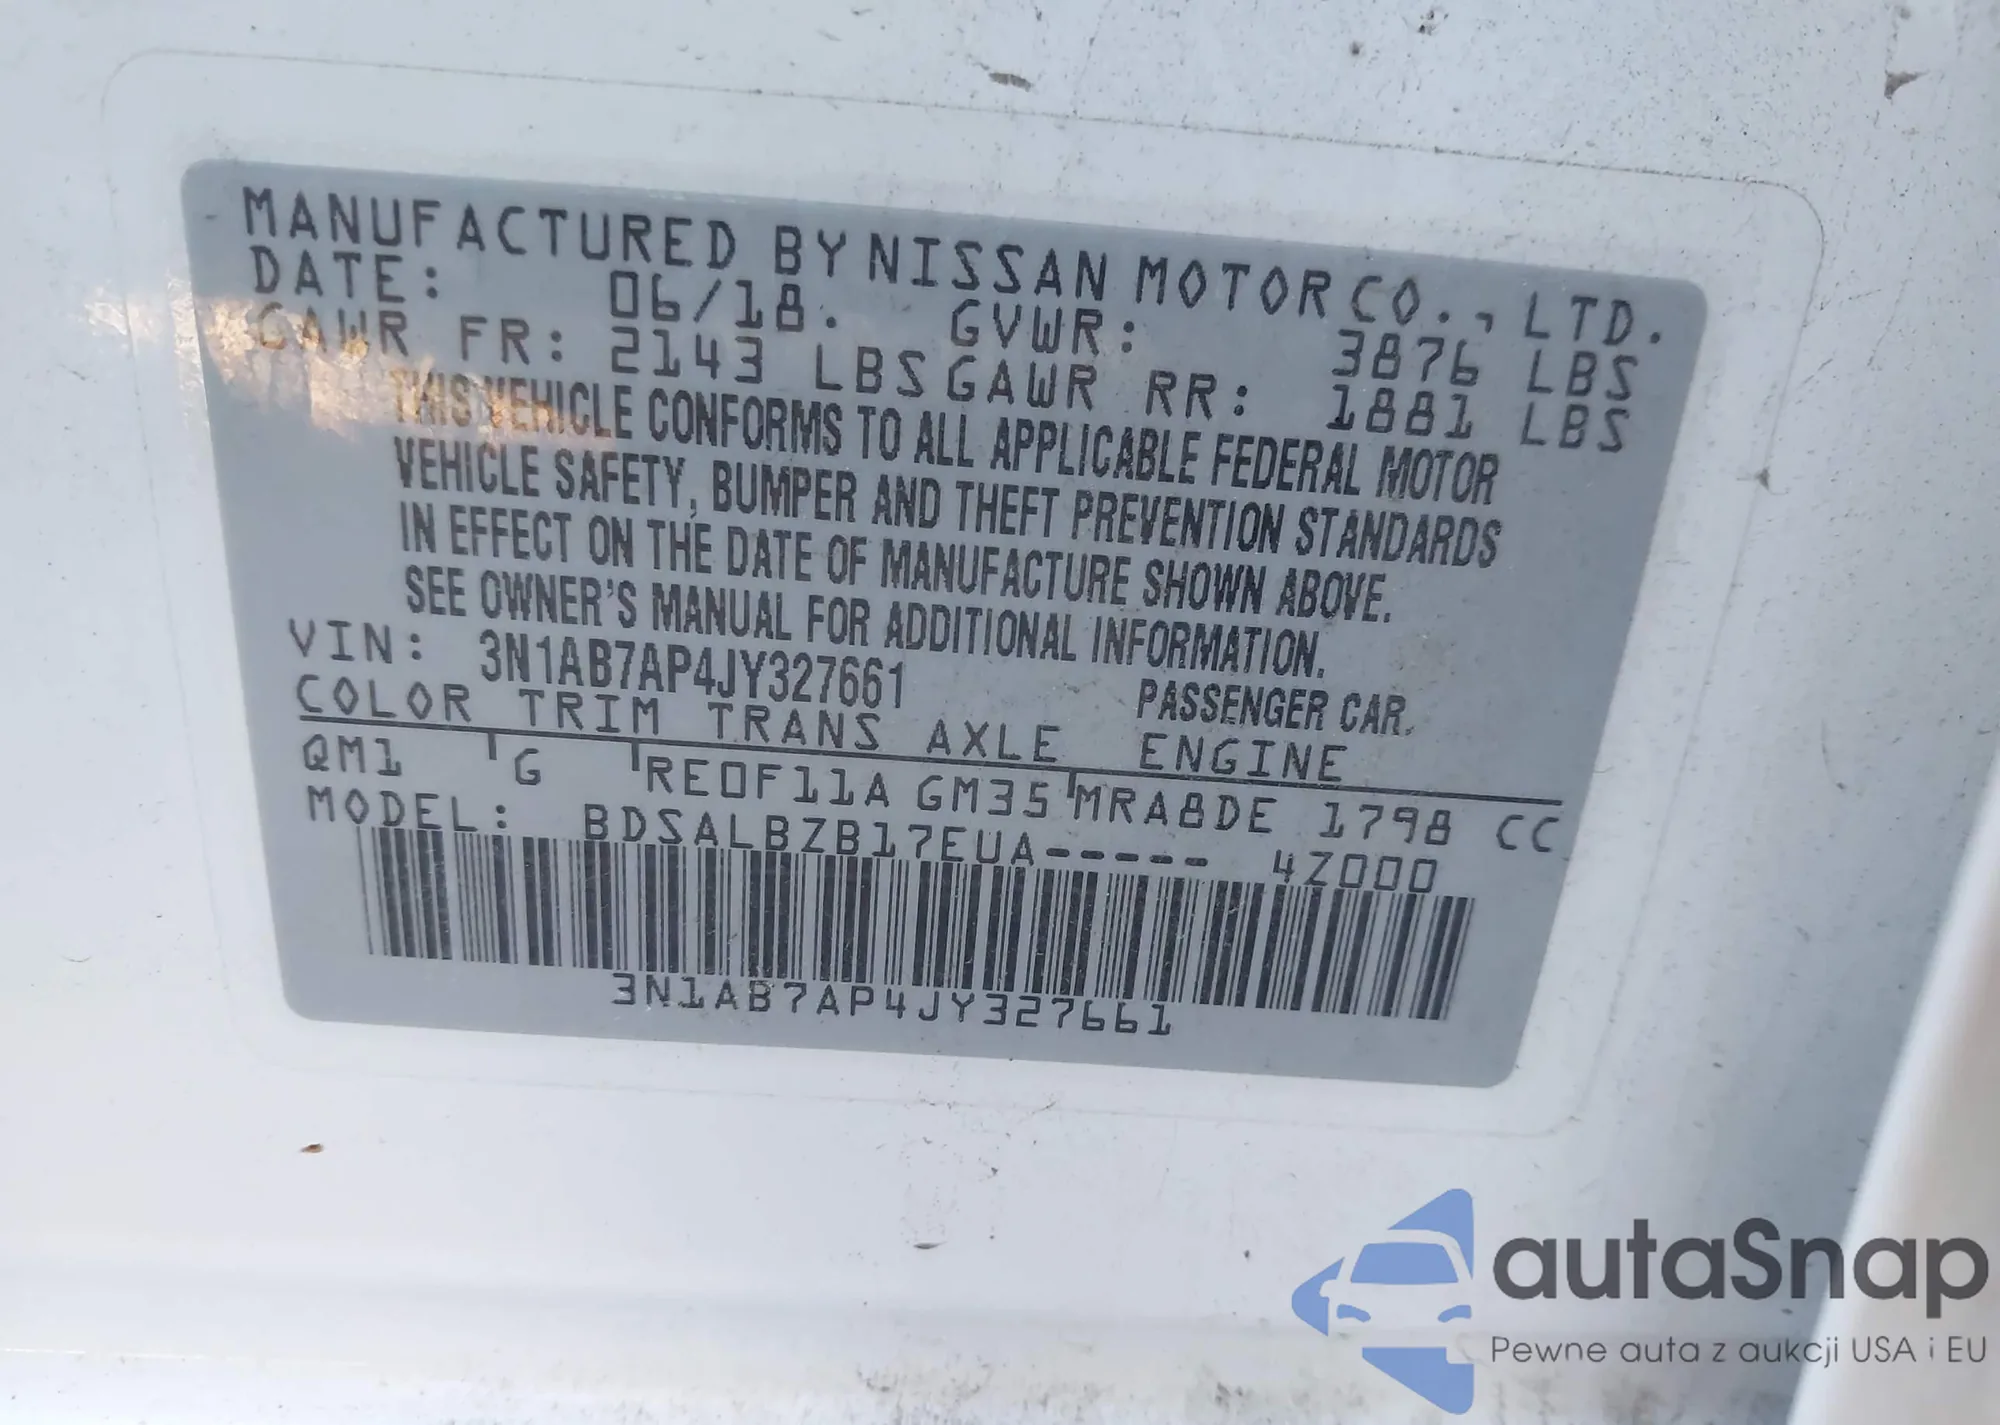 MANUFACTURED BY NISSAN MOTOR CO., LTD.
DATE: 06/18. GVWR: 3876 LBS
GAWR FR: 2143 LBS GAWR RR: 1881 LBS
THIS VEHICLE CONFORMS TO ALL APPLICABLE FEDERAL MOTOR
VEHICLE SAFETY, BUMPER AND THEFT PREVENTION STANDARDS
IN EFFECT ON THE DATE OF MANUFACTURE SHOWN ABOVE.
SEE OWNER'S MANUAL FOR ADDITIONAL INFORMATION.
VIN: 3N1AB7AP4JY327661 PASSENGER CAR.
COLOR TRIM TRANS AXLE ENGINE
QM1 G RE0F11A GM35 MRA8DE 1798 CC
MODEL: BDSALBZB17EUA----- 4Z000
3N1AB7AP4JY327661
autaSnap
Pewne auta z aukcji USA i EU